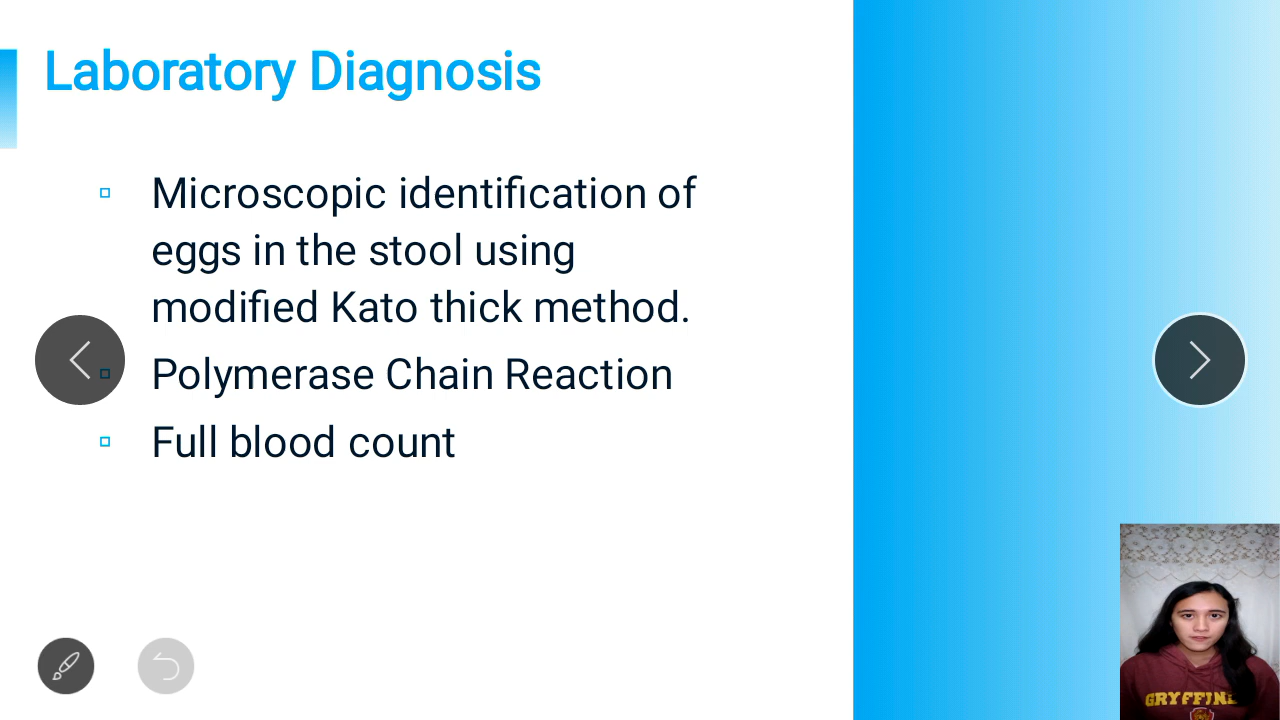 Laboratory Diagnosis
Microscopic identification of
eggs in the stool using
modified Kato thick method.
Polymerase Chain Reaction
Full blood count